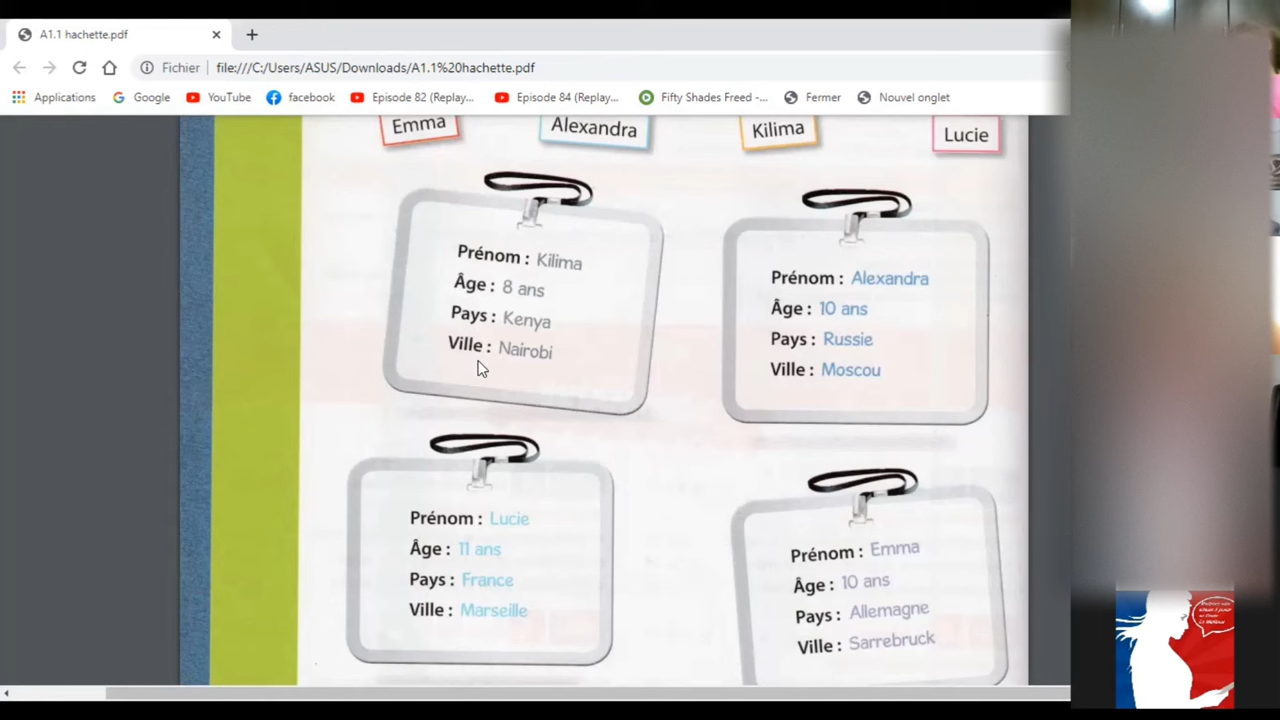 A1.1 hachette.pdf
Fichier file:///C:/Users/ASUS/Downloads/A1.1%20hachette.pdf
Applications Google YouTube facebook Episode 82 (Replay... Episode 84 (Replay... Fifty Shades Freed -... Fermer Nouvel onglet
Emma Alexandra Kilima Lucie
Prénom : Kilima
Âge : 8 ans
Pays : Kenya
Ville : Nairobi
Prénom : Alexandra
Âge : 10 ans
Pays : Russie
Ville : Moscou
Prénom : Lucie
Âge : 11 ans
Pays : France
Ville : Marseille
Prénom : Emma
Âge : 10 ans
Pays : Allemagne
Ville : Sarrebruck